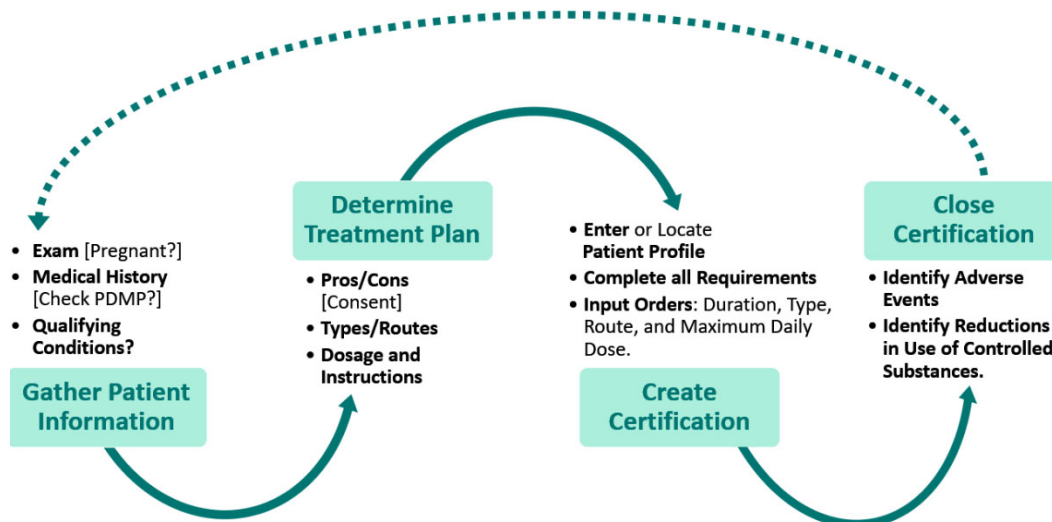 • Exam [Pregnant?]
• Medical History
[Check PDMP?]
• Qualifying
Conditions?
Gather Patient
Information
Determine
Treatment Plan
• Pros/Cons
[Consent]
• Types/Routes
• Dosage and
Instructions
• Enter or Locate
Patient Profile
• Complete all Requirements
• Input Orders: Duration, Type,
Route, and Maximum Daily
Dose.
Create
Certification
Close
Certification
• Identify Adverse
Events
• Identify Reductions
in Use of Controlled
Substances.